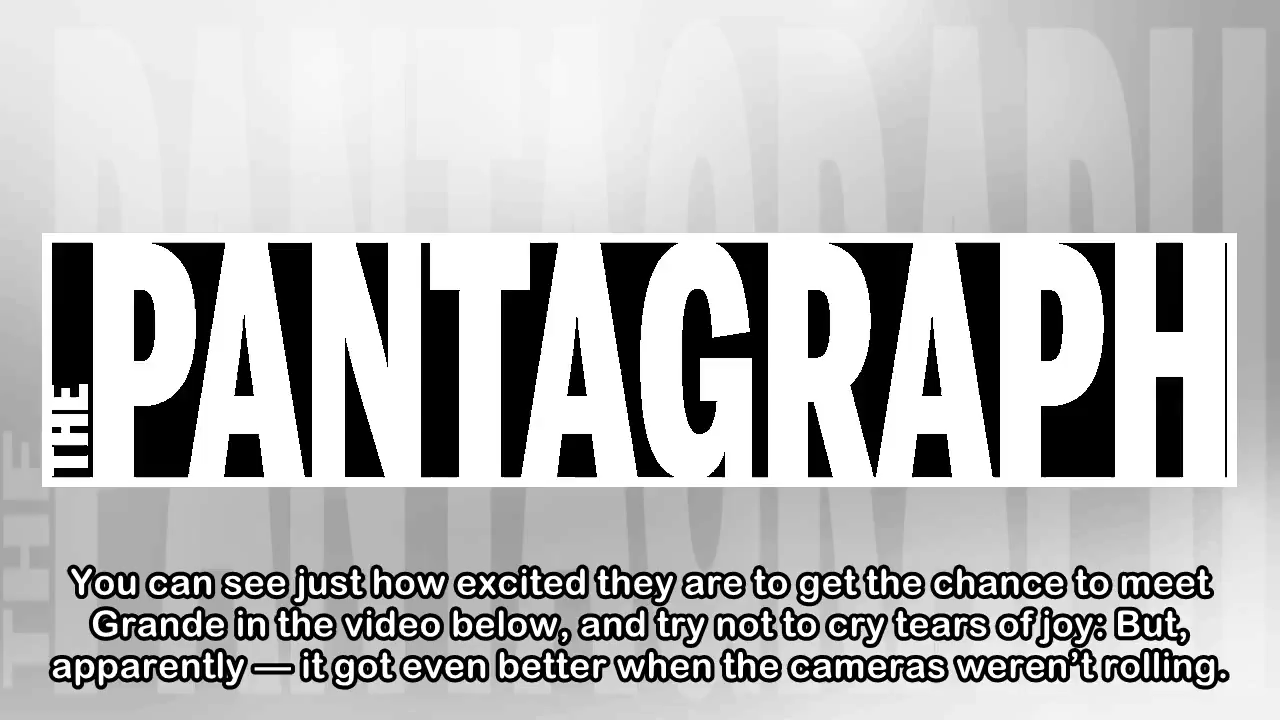 THE PANTAGRAPH
You can see just how excited they are to get the chance to meet
Grande in the video below, and try not to cry tears of joy: But,
apparently — it got even better when the cameras weren’t rolling.